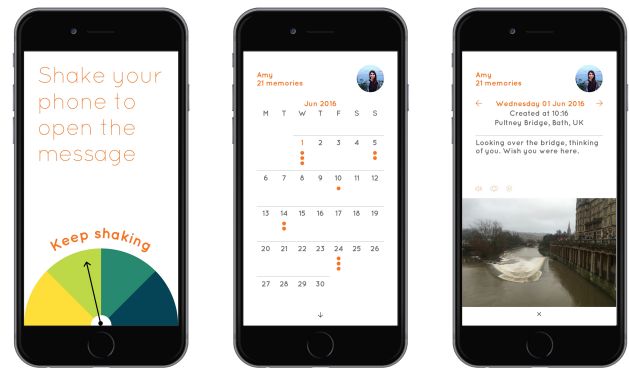 Shake your
phone to
open the
message
Keep shaking
Amy
21 memories
Jun 2016
M T W T F S S
1 2 3 4 5
6 7 8 9 10 11 12
13 14 15 16 17 18 19
20 21 22 23 24 25 26
27 28 29 30
↓
Amy
21 memories
← Wednesday 01 Jun 2016 →
Created at 10:16
Pultney Bridge, Bath, UK
Looking over the bridge, thinking
of you. Wish you were here.
×